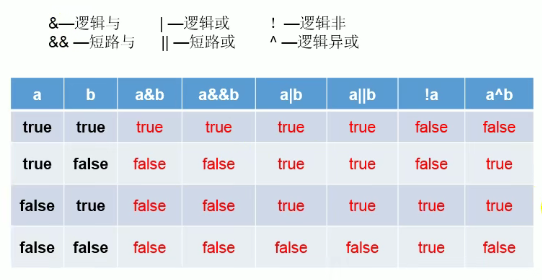 &—逻辑与 | —逻辑或 ! —逻辑非
&& —短路与 || —短路或 ^ —逻辑异或
a b a&b a&&b a|b a||b !a a^b
true true true true true true false false
true false false false true true false true
false true false false true true true true
false false false false false false true false